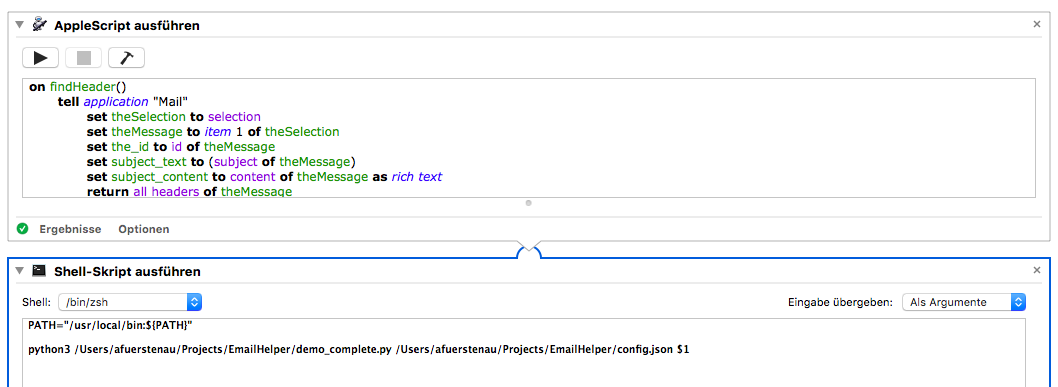 AppleScript ausführen
on findHeader()
tell application "Mail"
set theSelection to selection
set theMessage to item 1 of theSelection
set the_id to id of theMessage
set subject_text to (subject of theMessage)
set subject_content to content of theMessage as rich text
return all headers of theMessage
Ergebnisse Optionen
Shell-Skript ausführen
Shell: /bin/zsh Eingabe übergeben: Als Argumente
PATH="/usr/local/bin:${PATH}"
python3 /Users/afuerstenau/Projects/EmailHelper/demo_complete.py /Users/afuerstenau/Projects/EmailHelper/config.json $1